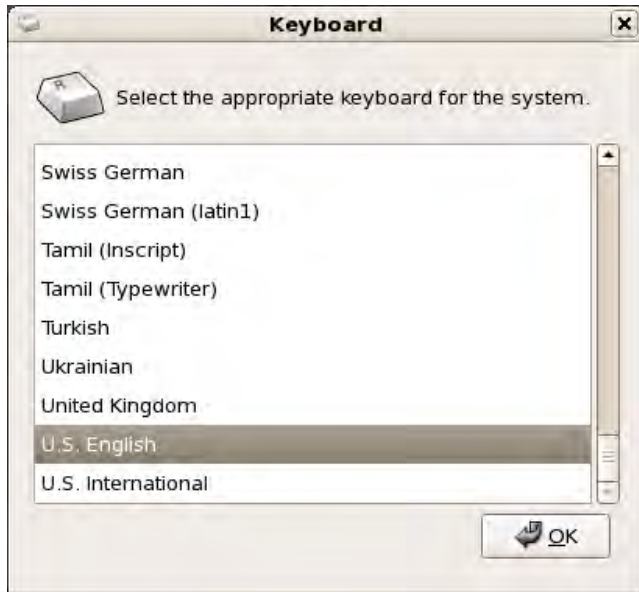 Keyboard
R
Select the appropriate keyboard for the system.
Swiss German
Swiss German (latin1)
Tamil (Inscript)
Tamil (Typewriter)
Turkish
Ukrainian
United Kingdom
U.S. English
U.S. International
OK